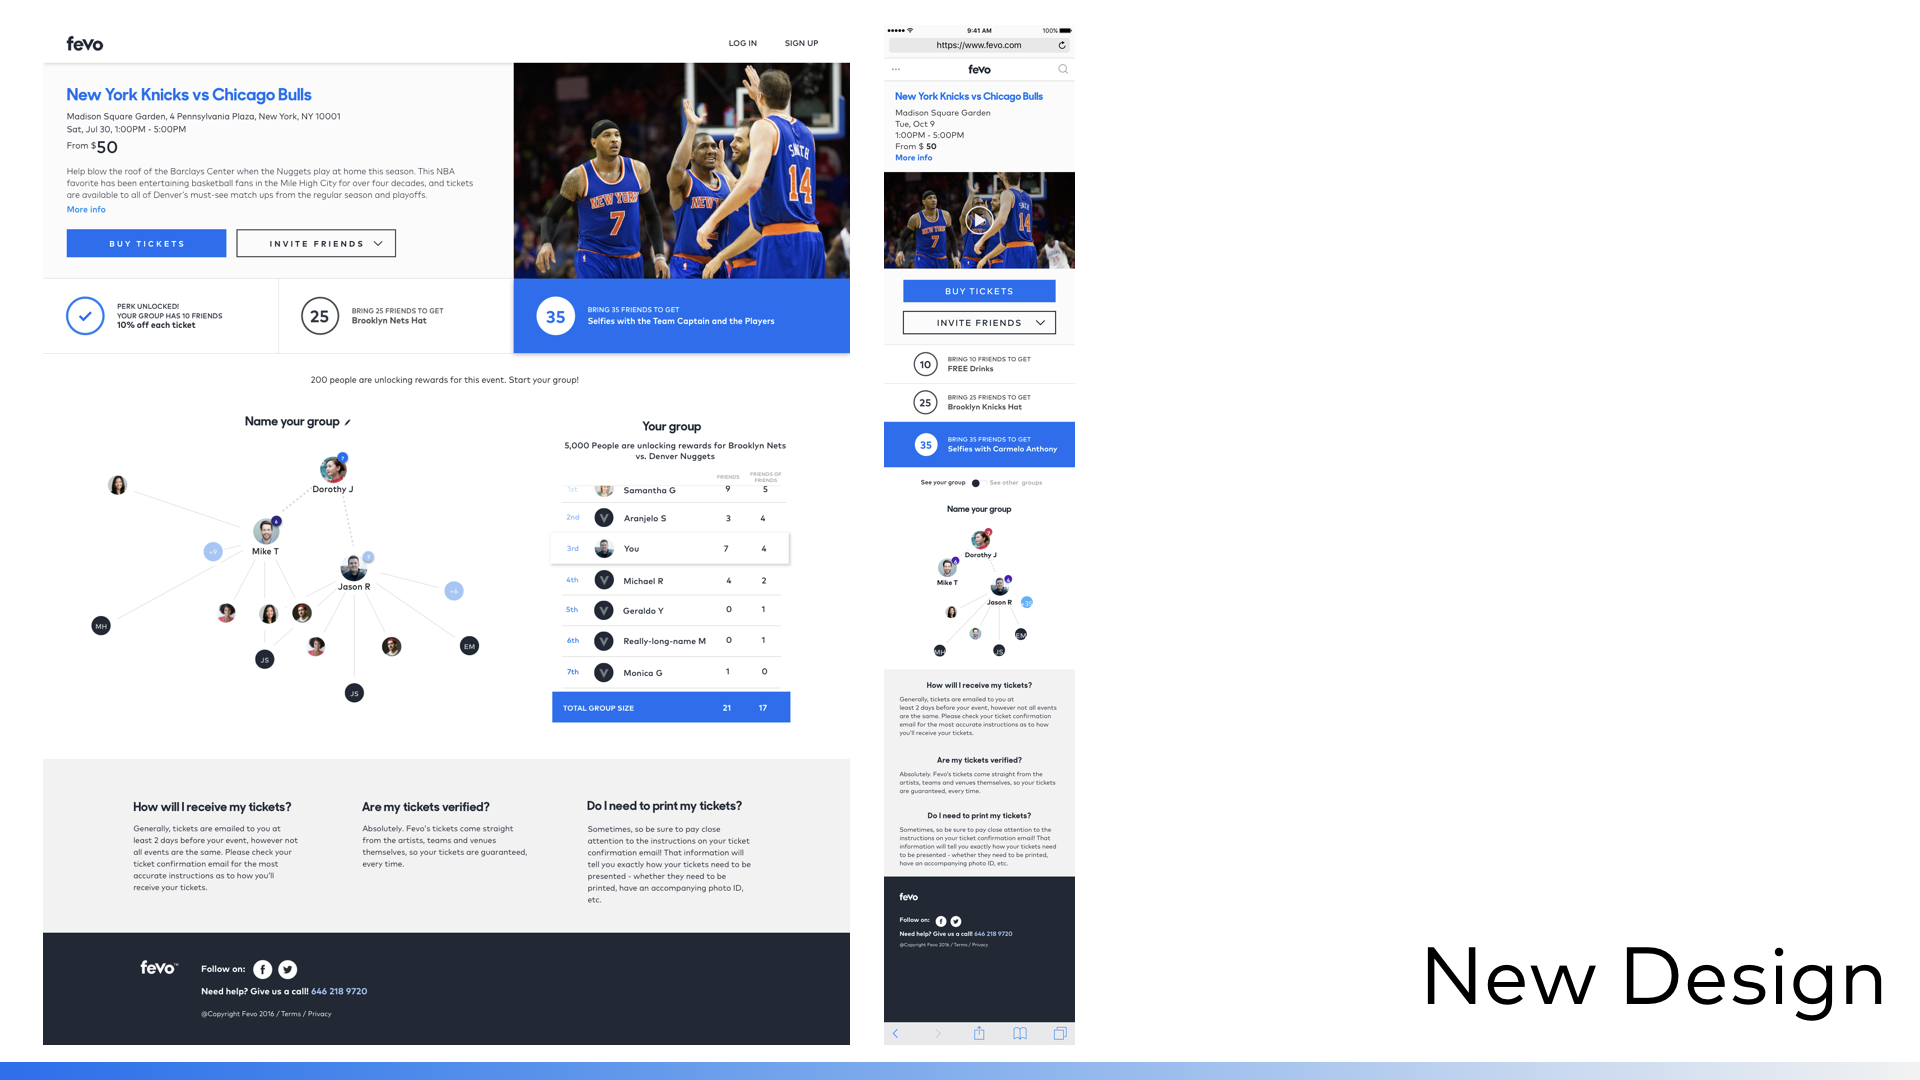 fevo
LOG IN
SIGN UP
New York Knicks vs Chicago Bulls
Madison Square Garden, 4 Pennsylvania Plaza, New York, NY 10001
Sat, Jul 30, 1:00PM - 5:00PM
From $50
Help blow the roof of the Barclays Center when the Nuggets play at home this season. This NBA
favorite has been entertaining basketball fans in the Mile High City for over four decades, and tickets
are available to all of Denver's must-see match ups from the regular season and playoffs.
More info
BUY TICKETS
INVITE FRIENDS
NEW YORK
7
NEW
SMITH
14
PERK UNLOCKED!
YOUR GROUP HAS 10 FRIENDS
10% off each ticket
25
BRING 25 FRIENDS TO GET
Brooklyn Nets Hat
35
BRING 35 FRIENDS TO GET
Selfies with the Team Captain and the Players
200 people are unlocking rewards for this event. Start your group!
Name your group
7
Dorothy J
6
Mike T
+9
7
Jason R
+6
MH
JS
EM
JS
Your group
5,000 People are unlocking rewards for Brooklyn Nets
vs. Denver Nuggets
FRIENDS
FRIENDS OF
FRIENDS
1st Samantha G 9 5
2nd Aranjelo S 3 4
3rd You 7 4
4th Michael R 4 2
5th Geraldo Y 0 1
6th Really-long-name M 0 1
7th Monica G 1 0
TOTAL GROUP SIZE 21 17
How will I receive my tickets?
Generally, tickets are emailed to you at
least 2 days before your event, however not
all events are the same. Please check your
ticket confirmation email for the most
accurate instructions as to how you'll
receive your tickets.
Are my tickets verified?
Absolutely. Fevo's tickets come straight
from the artists, teams and venues
themselves, so your tickets are guaranteed,
every time.
Do I need to print my tickets?
Sometimes, so be sure to pay close
attention to the instructions on your ticket
confirmation email! That information will
tell you exactly how your tickets need to be
presented - whether they need to be
printed, have an accompanying photo ID,
etc.
fevo™
Follow on:
Need help? Give us a call! 646 218 9720
@Copyright Fevo 2016 / Terms / Privacy
9:41 AM
100%
https://www.fevo.com
fevo
New York Knicks vs Chicago Bulls
Madison Square Garden
Tue, Oct 9
1:00PM - 5:00PM
From $ 50
More info
NEW YORK
7
SMITH
14
BUY TICKETS
INVITE FRIENDS
10
BRING 10 FRIENDS TO GET
FREE Drinks
25
BRING 25 FRIENDS TO GET
Brooklyn Knicks Hat
35
BRING 35 FRIENDS TO GET
Selfies with Carmelo Anthony
See your group
See other groups
Name your group
Dorothy J
6
Mike T
6
Jason R
EM
MH
JS
How will I receive my tickets?
Generally, tickets are emailed to you at
least 2 days before your event, however not all events
are the same. Please check your ticket confirmation
email for the most accurate instructions as to how
you'll receive your tickets.
Are my tickets verified?
Absolutely. Fevo's tickets come straight from the
artists, teams and venues themselves, so your tickets
are guaranteed, every time.
Do I need to print my tickets?
Sometimes, so be sure to pay close attention to the
instructions on your ticket confirmation email! That
information will tell you exactly how your tickets need
to be presented - whether they need to be printed,
have an accompanying photo ID, etc.
fevo
Follow on:
Need help? Give us a call! 646 218 9720
@Copyright Fevo 2016 / Terms / Privacy
New Design